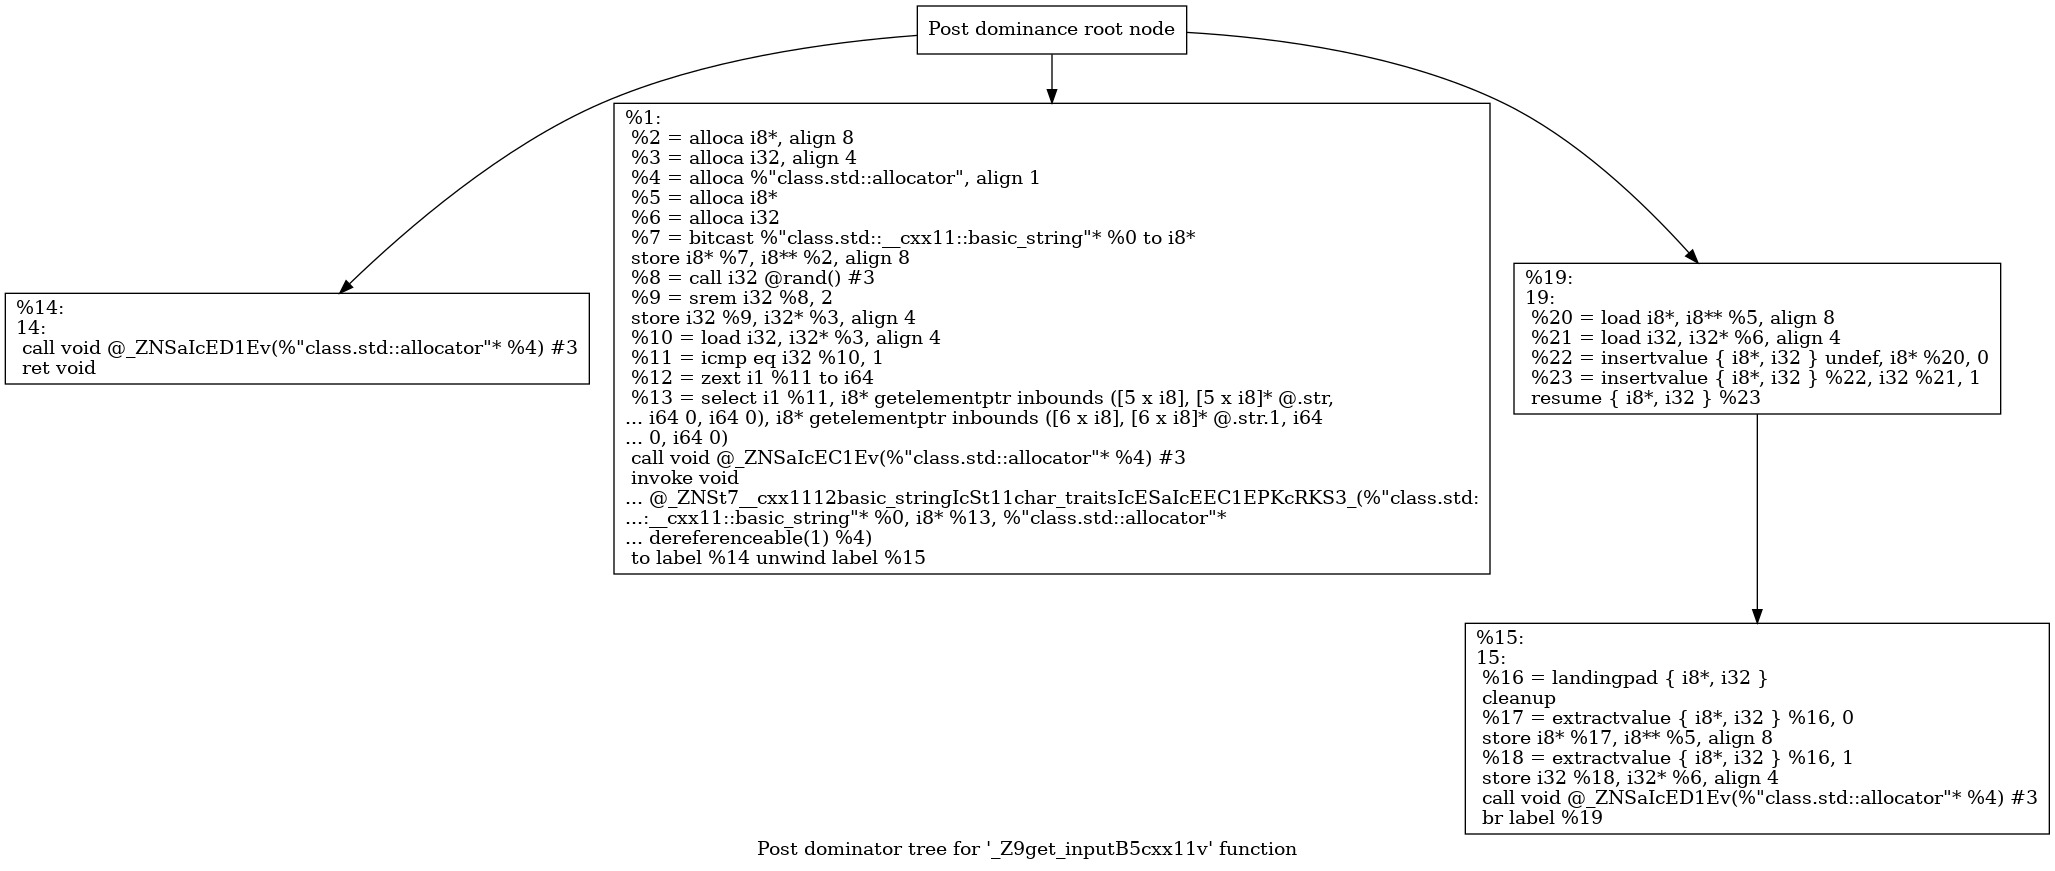 Post dominance root node
%14:
14:
call void @_ZNSaIcED1Ev(%"class.std::allocator"* %4) #3
ret void
%1:
%2 = alloca i8*, align 8
%3 = alloca i32, align 4
%4 = alloca %"class.std::allocator", align 1
%5 = alloca i8*
%6 = alloca i32
%7 = bitcast %"class.std::__cxx11::basic_string"* %0 to i8*
store i8* %7, i8** %2, align 8
%8 = call i32 @rand() #3
%9 = srem i32 %8, 2
store i32 %9, i32* %3, align 4
%10 = load i32, i32* %3, align 4
%11 = icmp eq i32 %10, 1
%12 = zext i1 %11 to i64
%13 = select i1 %11, i8* getelementptr inbounds ([5 x i8], [5 x i8]* @.str,
... i64 0, i64 0), i8* getelementptr inbounds ([6 x i8], [6 x i8]* @.str.1, i64
... 0, i64 0)
call void @_ZNSaIcEC1Ev(%"class.std::allocator"* %4) #3
invoke void
... @_ZNSt7__cxx1112basic_stringIcSt11char_traitsIcESaIcEEC1EPKcRKS3_(%"class.std:
...:__cxx11::basic_string"* %0, i8* %13, %"class.std::allocator"*
... dereferenceable(1) %4)
to label %14 unwind label %15
%19:
19:
%20 = load i8*, i8** %5, align 8
%21 = load i32, i32* %6, align 4
%22 = insertvalue { i8*, i32 } undef, i8* %20, 0
%23 = insertvalue { i8*, i32 } %22, i32 %21, 1
resume { i8*, i32 } %23
%15:
15:
%16 = landingpad { i8*, i32 }
cleanup
%17 = extractvalue { i8*, i32 } %16, 0
store i8* %17, i8** %5, align 8
%18 = extractvalue { i8*, i32 } %16, 1
store i32 %18, i32* %6, align 4
call void @_ZNSaIcED1Ev(%"class.std::allocator"* %4) #3
br label %19
Post dominator tree for '_Z9get_inputB5cxx11v' function